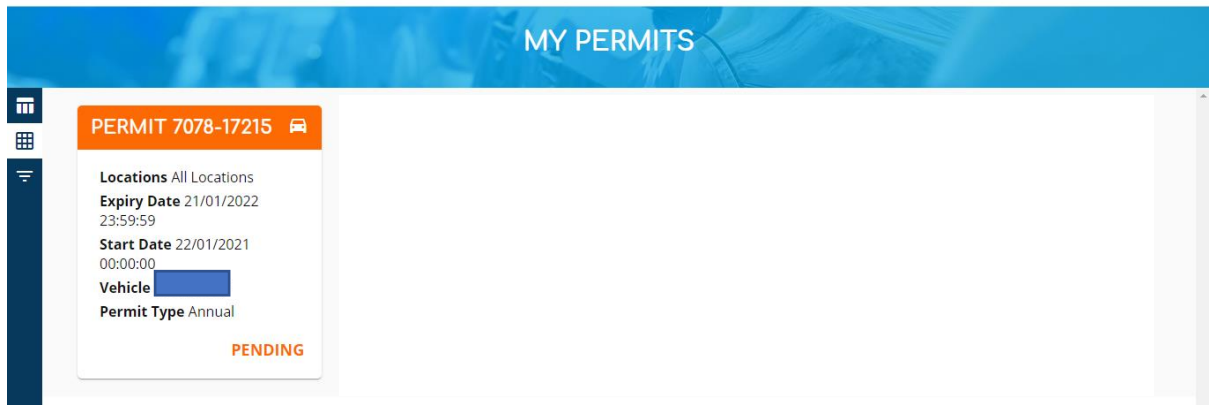 MY PERMITS
PERMIT 7078-17215
Locations All Locations
Expiry Date 21/01/2022
23:59:59
Start Date 22/01/2021
00:00:00
Vehicle
Permit Type Annual
PENDING